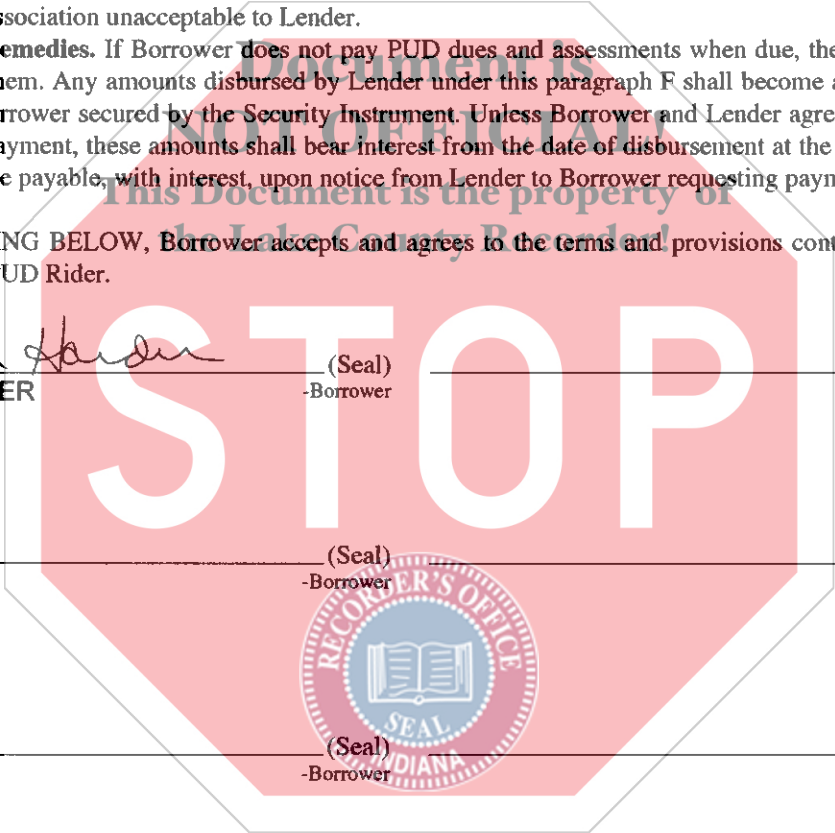 ssociation unacceptable to Lender.
emedies. If Borrower does not pay PUD dues and assessments when due, the
nem. Any amounts disbursed by Lender under this paragraph F shall become a
rrower secured by the Security Instrument. Unless Borrower and Lender agre
ayment, these amounts shall bear interest from the date of disbursement at the
e payable, with interest, upon notice from Lender to Borrower requesting paym
Document is
NOT OFFICIAL!
This Document is the property of
the Lake County Recorder!
NG BELOW, Borrower accepts and agrees to the terms and provisions cont
UD Rider.
STOP
Harder
(Seal)
ER
-Borrower
(Seal)
-Borrower
RECORDER'S OFFICE
SEAL
INDIANA
(Seal)
-Borrower